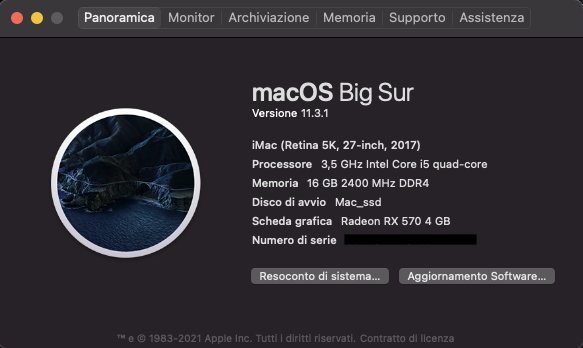 Panoramica Monitor Archiviazione Memoria Supporto Assistenza
macOS Big Sur
Versione 11.3.1
iMac (Retina 5K, 27-inch, 2017)
Processore 3,5 GHz Intel Core i5 quad-core
Memoria 16 GB 2400 MHz DDR4
Disco di avvio Mac_ssd
Scheda grafica Radeon RX 570 4 GB
Numero di serie
Resoconto di sistema... Aggiornamento Software...
™ e © 1983-2021 Apple Inc. Tutti i diritti riservati. Contratto di licenza